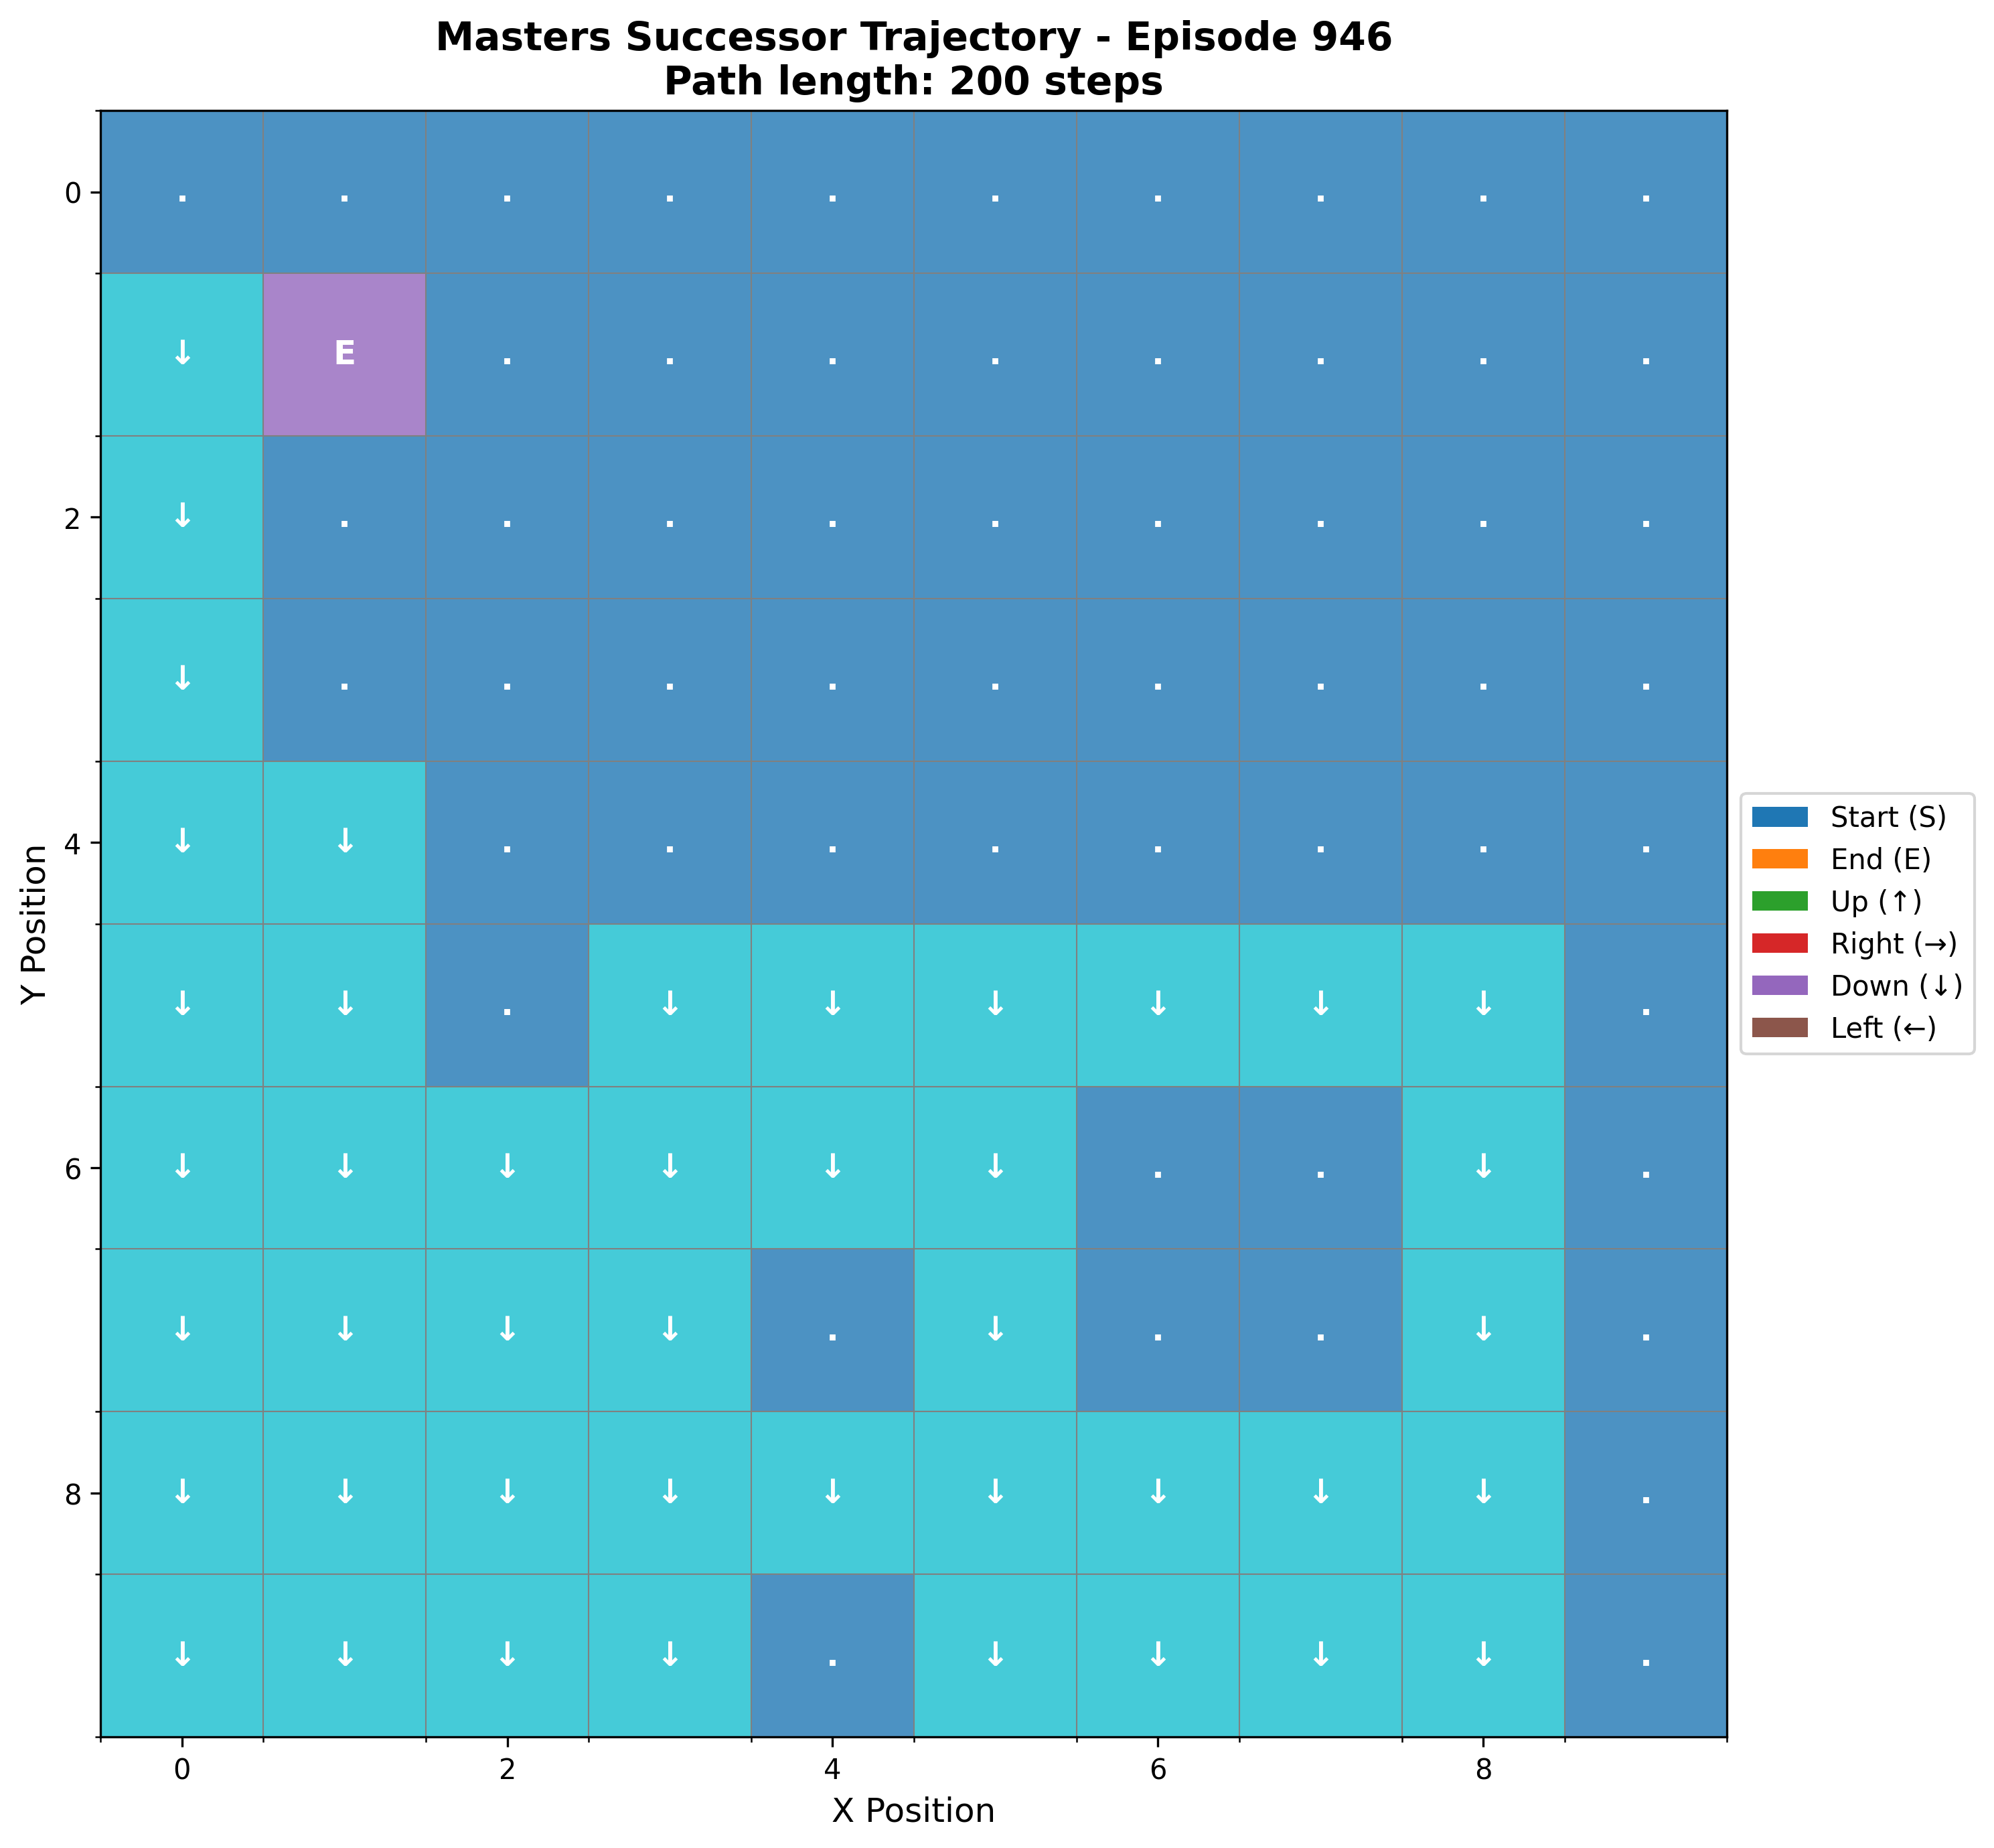 Masters Successor Trajectory - Episode 946
Path length: 200 steps
0 . . . . . . . . . .
↓ E . . . . . . . .
2 ↓ . . . . . . . . .
↓ . . . . . . . . .
4 ↓ ↓ . . . . . . . .
↓ ↓ . ↓ ↓ ↓ ↓ ↓ ↓ .
6 ↓ ↓ ↓ ↓ ↓ ↓ . . ↓ .
↓ ↓ ↓ ↓ . ↓ . . ↓ .
8 ↓ ↓ ↓ ↓ ↓ ↓ ↓ ↓ ↓ .
↓ ↓ ↓ ↓ . ↓ ↓ ↓ ↓ .
0 2 4 6 8
X Position
Y Position
Start (S)
End (E)
Up (↑)
Right (→)
Down (↓)
Left (←)